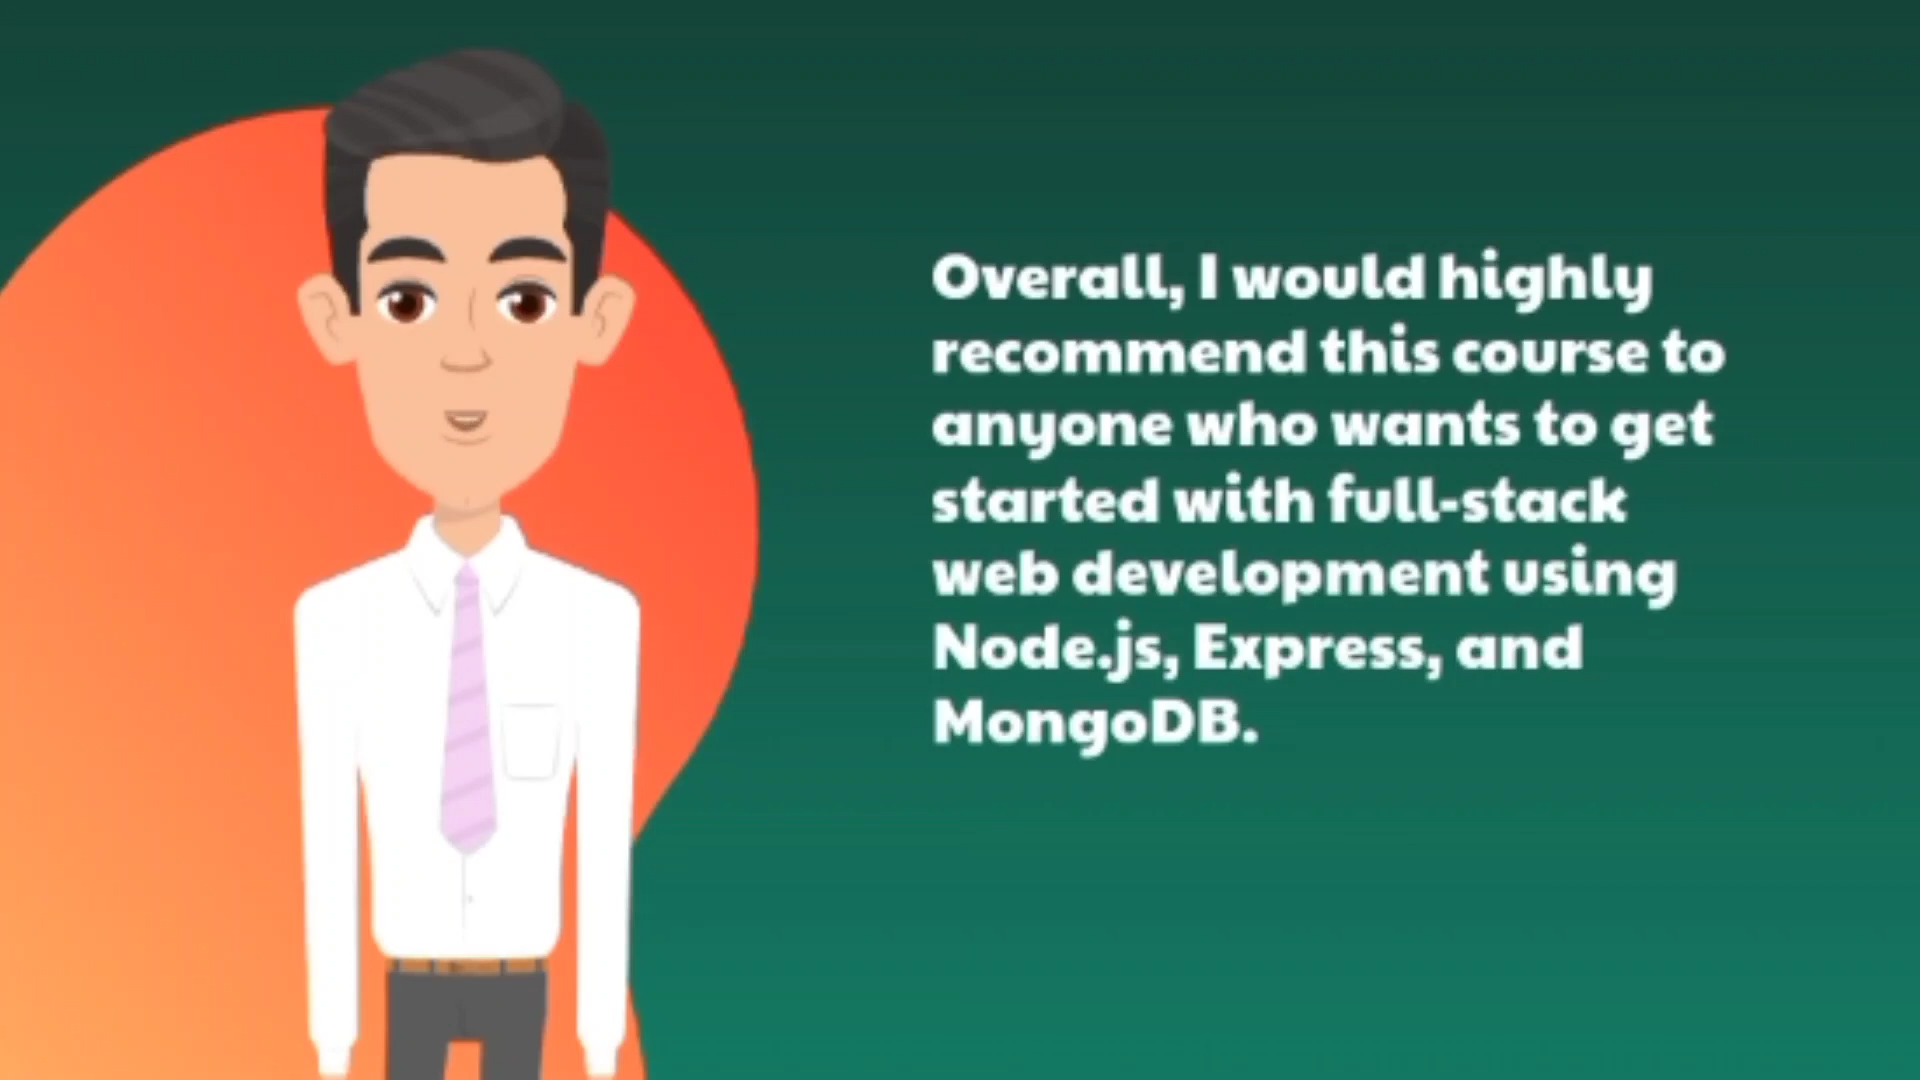 Overall, I would highly
recommend this course to
anyone who wants to get
started with full-stack
web development using
Node.js, Express, and
MongoDB.